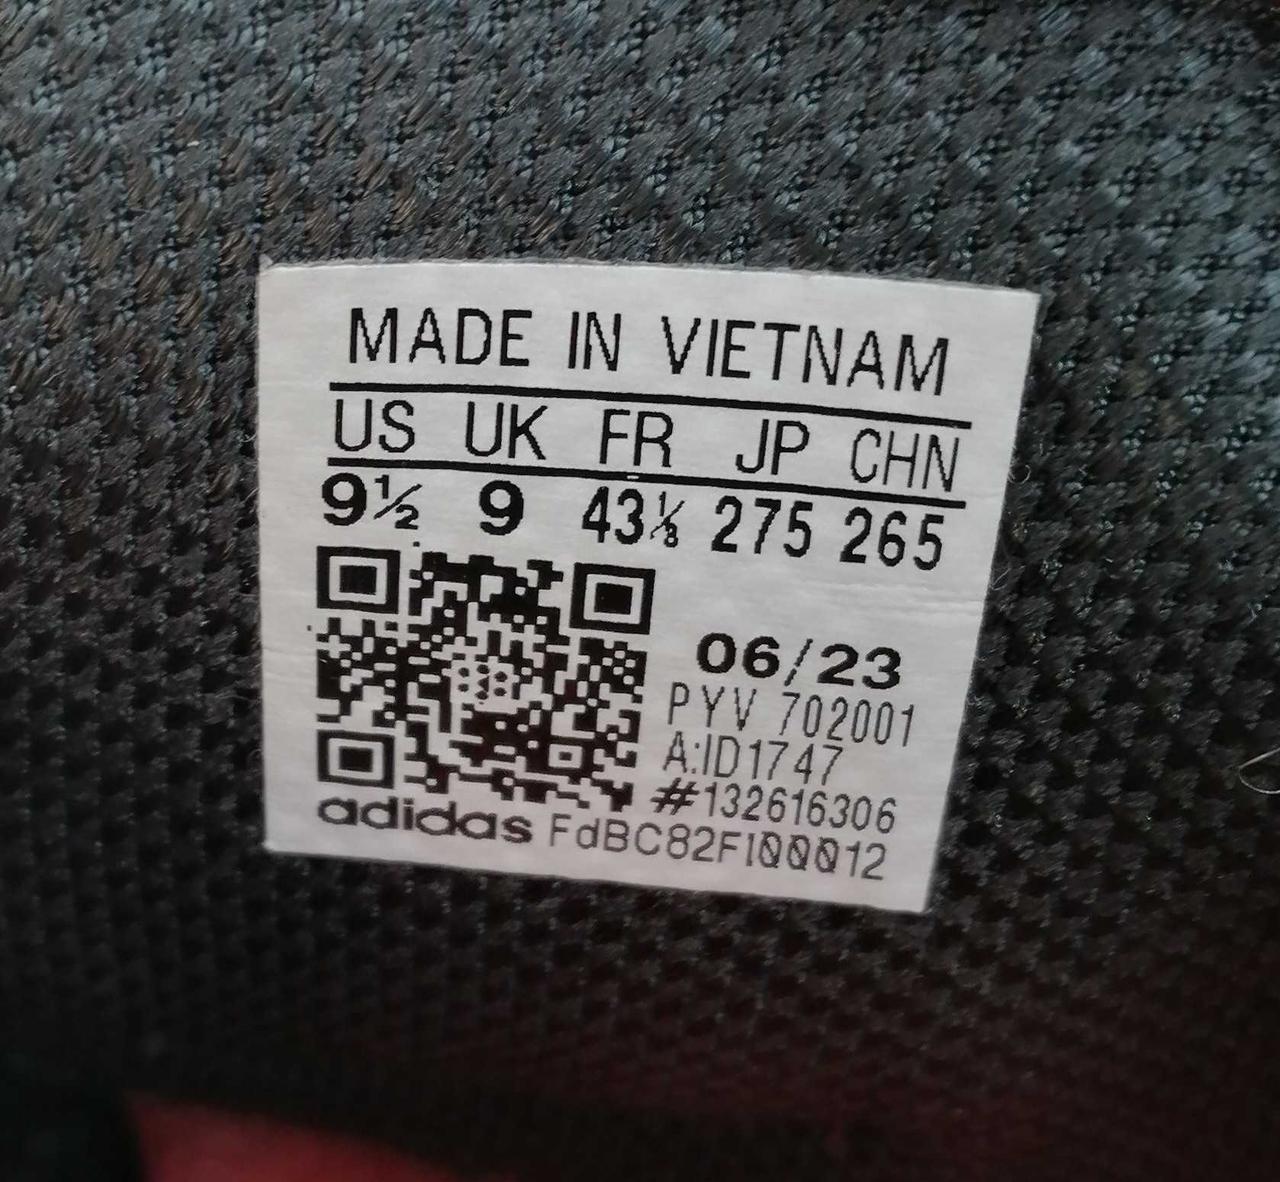 MADE IN VIETNAM
US UK FR JP CHN
9½ 9 43⅓ 275 265
06/23
PYV 702001
A:ID1747
#132616306
adidas FdBC82F100012